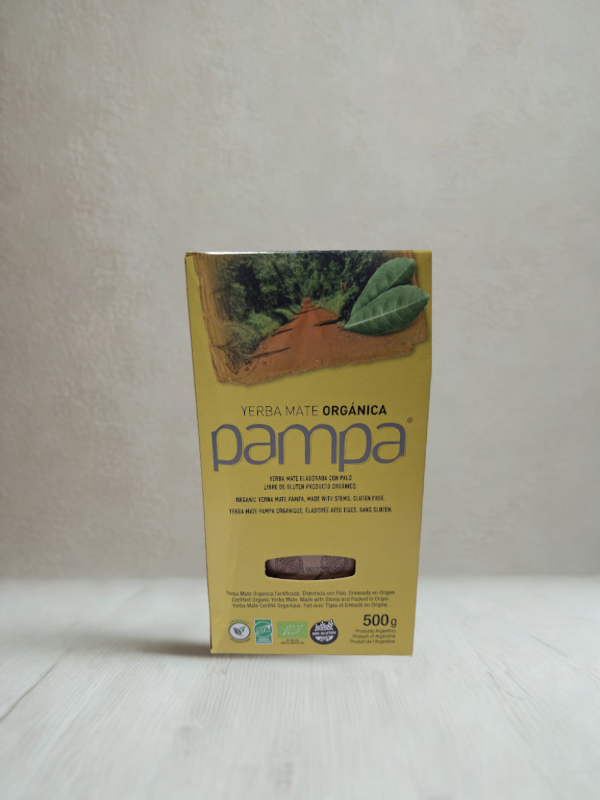 YERBA MATE ORGÁNICA
pampa®
YERBA MATE ELABORADA CON PALO
LIBRE DE GLUTEN PRODUCTO ORGÁNICO
ORGANIC YERBA MATE PAMPA, MADE WITH STEMS, GLUTEN FREE.
YERBA MATE PAMPA ORGANIQUE, ÉLABORÉE AVEC TIGES, SANS GLUTEN.
Yerba Mate Orgánica Certificada. Elaborada con Palo. Envasada en Origen.
Certified Organic Yerba Mate. Made with Stems and Packed in Origin.
Yerba Mate Certifié Organique. Fait avec Tiges et Emballé en Origine.
500g
Producto Argentino
Product of Argentina
Produit de l'Argentine
SIN GLUTEN